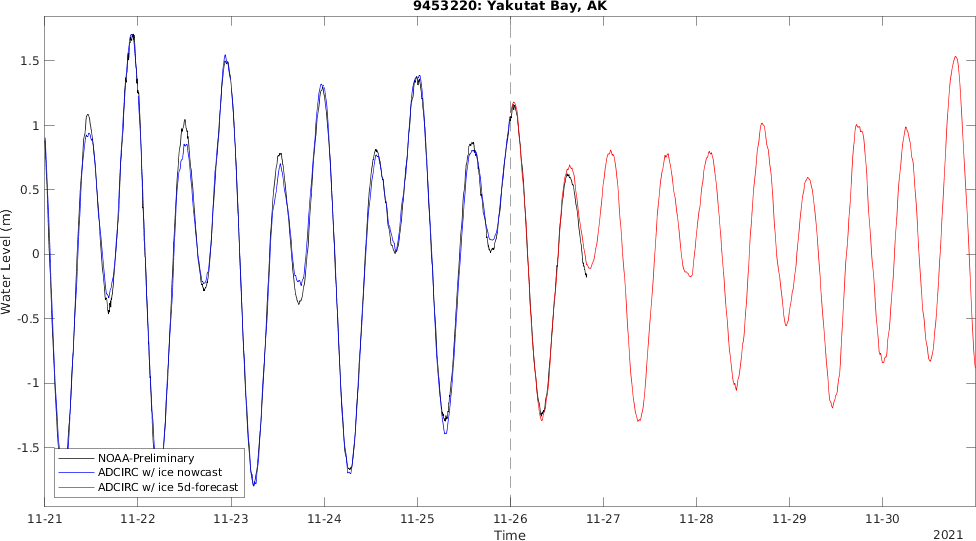 9453220: Yakutat Bay, AK
Water Level (m)
1.5
1
0.5
0
-0.5
-1
-1.5
NOAA-Preliminary
ADCIRC w/ ice nowcast
ADCIRC w/ ice 5d-forecast
11-21 11-22 11-23 11-24 11-25 11-26 11-27 11-28 11-29 11-30
Time
2021